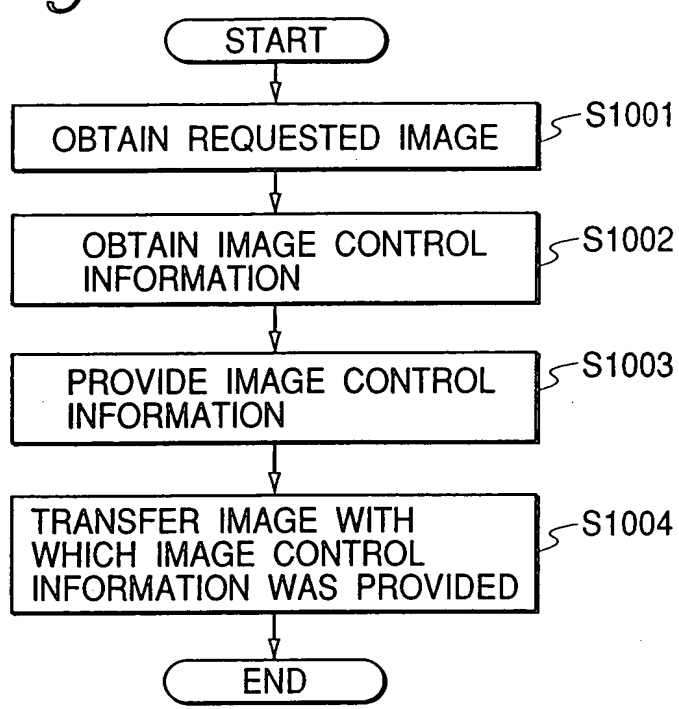 START
OBTAIN REQUESTED IMAGE
S1001
OBTAIN IMAGE CONTROL
INFORMATION
S1002
PROVIDE IMAGE CONTROL
INFORMATION
S1003
TRANSFER IMAGE WITH
WHICH IMAGE CONTROL
INFORMATION WAS PROVIDED
S1004
END